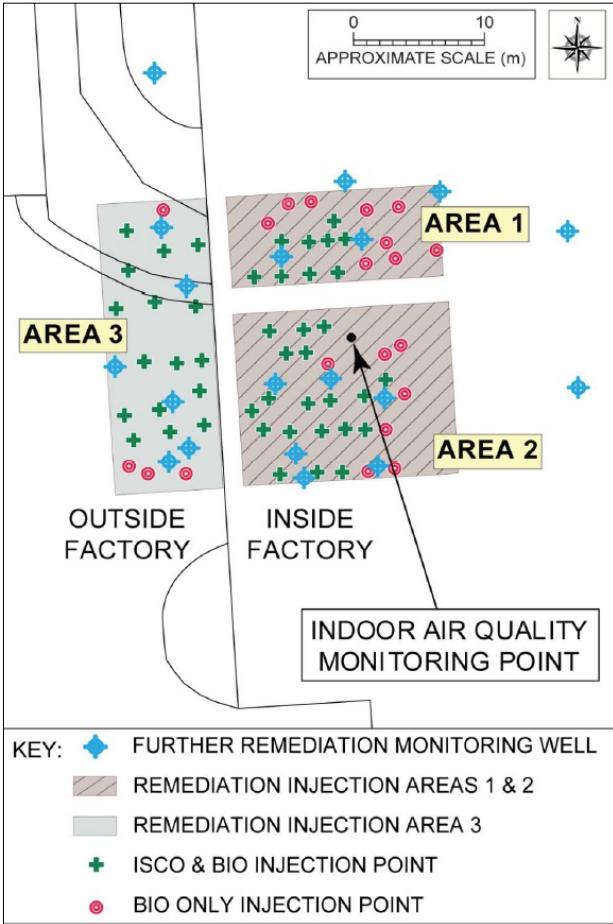 0 10
APPROXIMATE SCALE (m)
AREA 1
AREA 3
AREA 2
OUTSIDE
FACTORY
INSIDE
FACTORY
INDOOR AIR QUALITY
MONITORING POINT
KEY:
FURTHER REMEDIATION MONITORING WELL
REMEDIATION INJECTION AREAS 1 & 2
REMEDIATION INJECTION AREA 3
ISCO & BIO INJECTION POINT
BIO ONLY INJECTION POINT